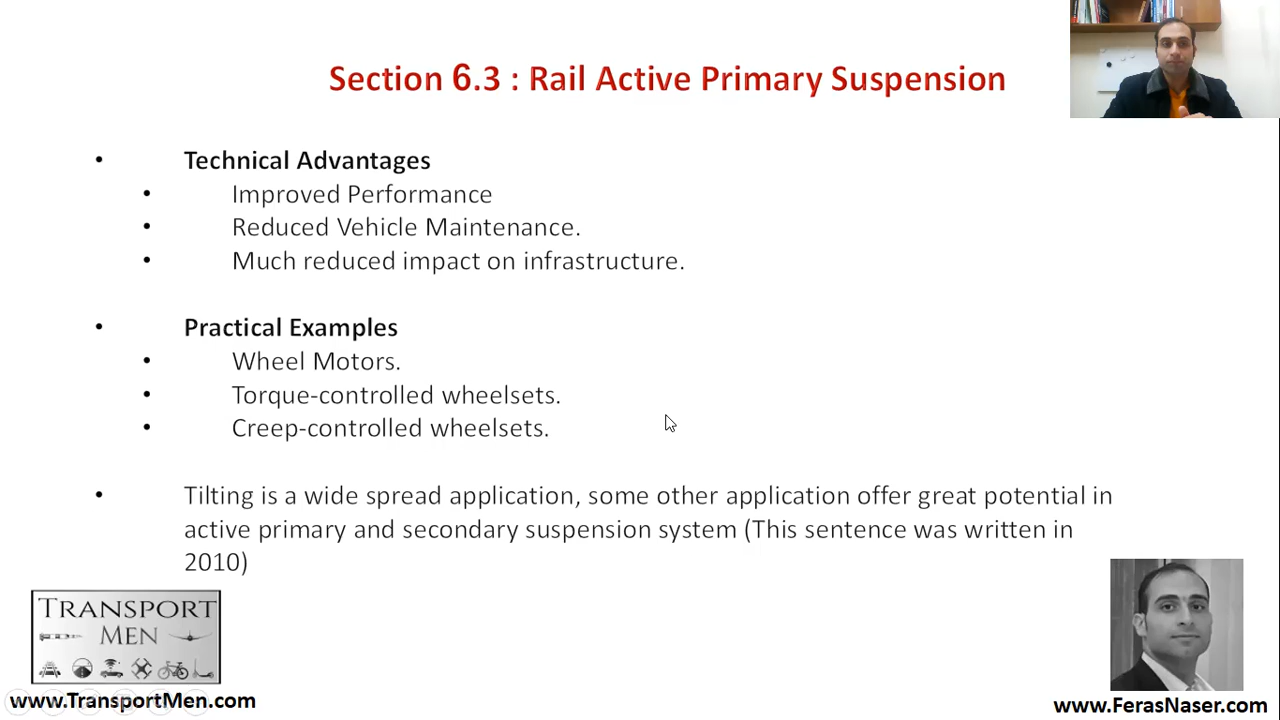 Section 6.3 : Rail Active Primary Suspension
• Technical Advantages
• Improved Performance
• Reduced Vehicle Maintenance.
• Much reduced impact on infrastructure.
• Practical Examples
• Wheel Motors.
• Torque-controlled wheelsets.
• Creep-controlled wheelsets.
• Tilting is a wide spread application, some other application offer great potential in
active primary and secondary suspension system (This sentence was written in
2010)
TRANSPORT
MEN
www.TransportMen.com
www.FerasNaser.com